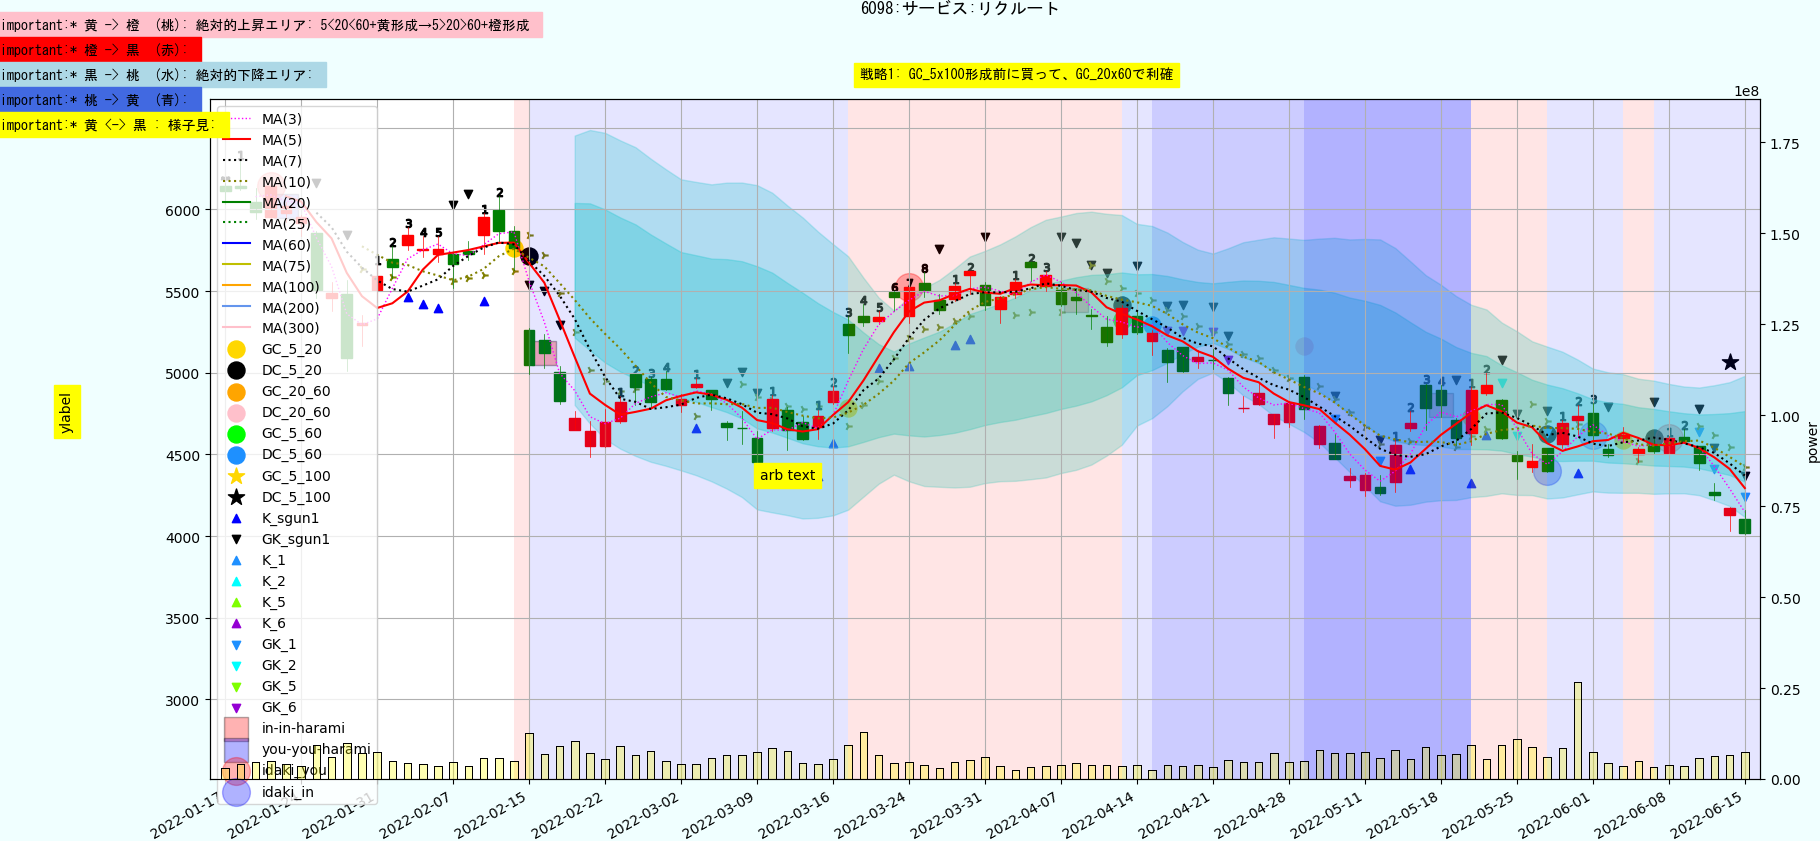 6098:サービス:リクルート
important:* 黄 -> 橙 (桃): 絶対的上昇エリア: 5<20<60+黄形成→5>20>60+橙形成
important:* 橙 -> 黒 (赤):
important:* 黒 -> 桃 (水): 絶対的下降エリア:
戦略1: GC_5x100形成前に買って、GC_20x60で利確
important:* 桃 -> 黄 (青):
important:* 黄 <-> 黒 : 様子見:
1e8
MA(3)
MA(5)
MA(7)
MA(10)
MA(20)
MA(25)
MA(60)
MA(75)
MA(100)
MA(200)
MA(300)
GC_5_20
DC_5_20
GC_20_60
DC_20_60
GC_5_60
DC_5_60
GC_5_100
DC_5_100
K_sgun1
GK_sgun1
K_1
K_2
K_5
K_6
GK_1
GK_2
GK_5
GK_6
in-in-harami
you-you-harami
idaki_you
idaki_in
6000
5500
5000
4500
4000
3500
3000
ylabel
arb text
1.75
1.50
1.25
1.00
0.75
0.50
0.25
0.00
power
2022-01-17
2022-01-31
2022-02-07
2022-02-15
2022-02-22
2022-03-02
2022-03-09
2022-03-16
2022-03-24
2022-03-31
2022-04-07
2022-04-14
2022-04-21
2022-04-28
2022-05-11
2022-05-18
2022-05-25
2022-06-01
2022-06-08
2022-06-15